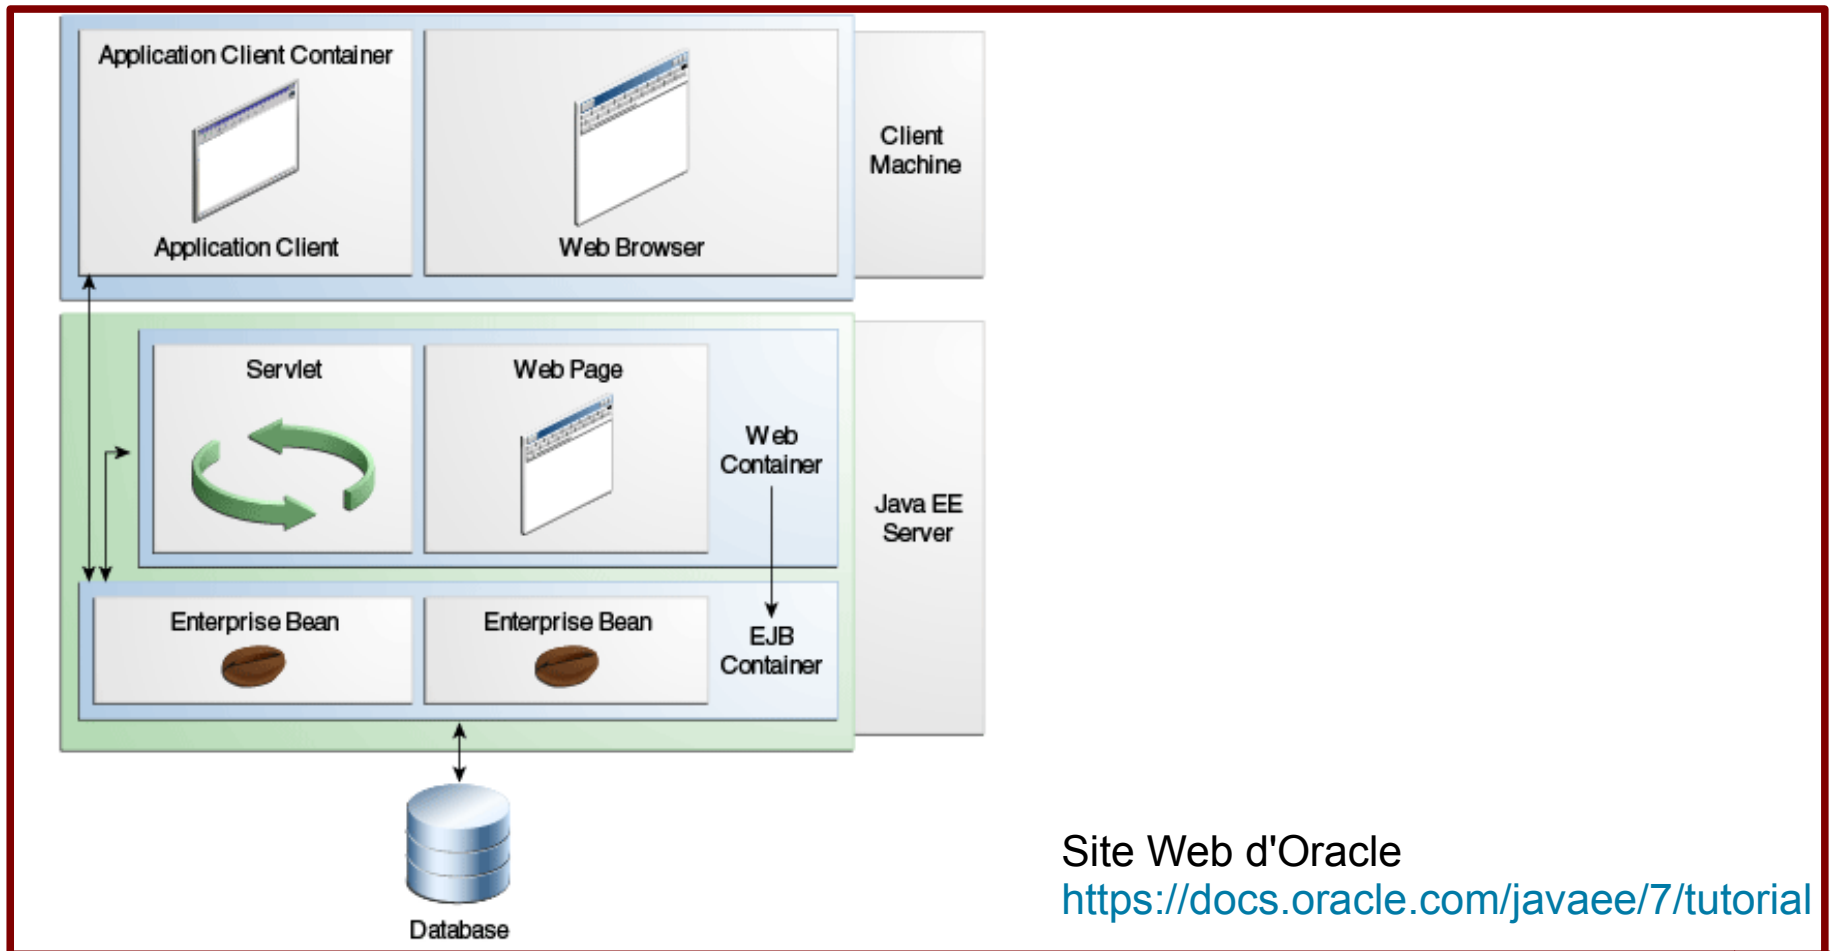 Application Client Container
Application Client
Web Browser
Client
Machine
Servlet
Web Page
Web
Container
Java EE
Server
Enterprise Bean
Enterprise Bean
EJB
Container
Database
Site Web d'Oracle
https://docs.oracle.com/javaee/7/tutorial